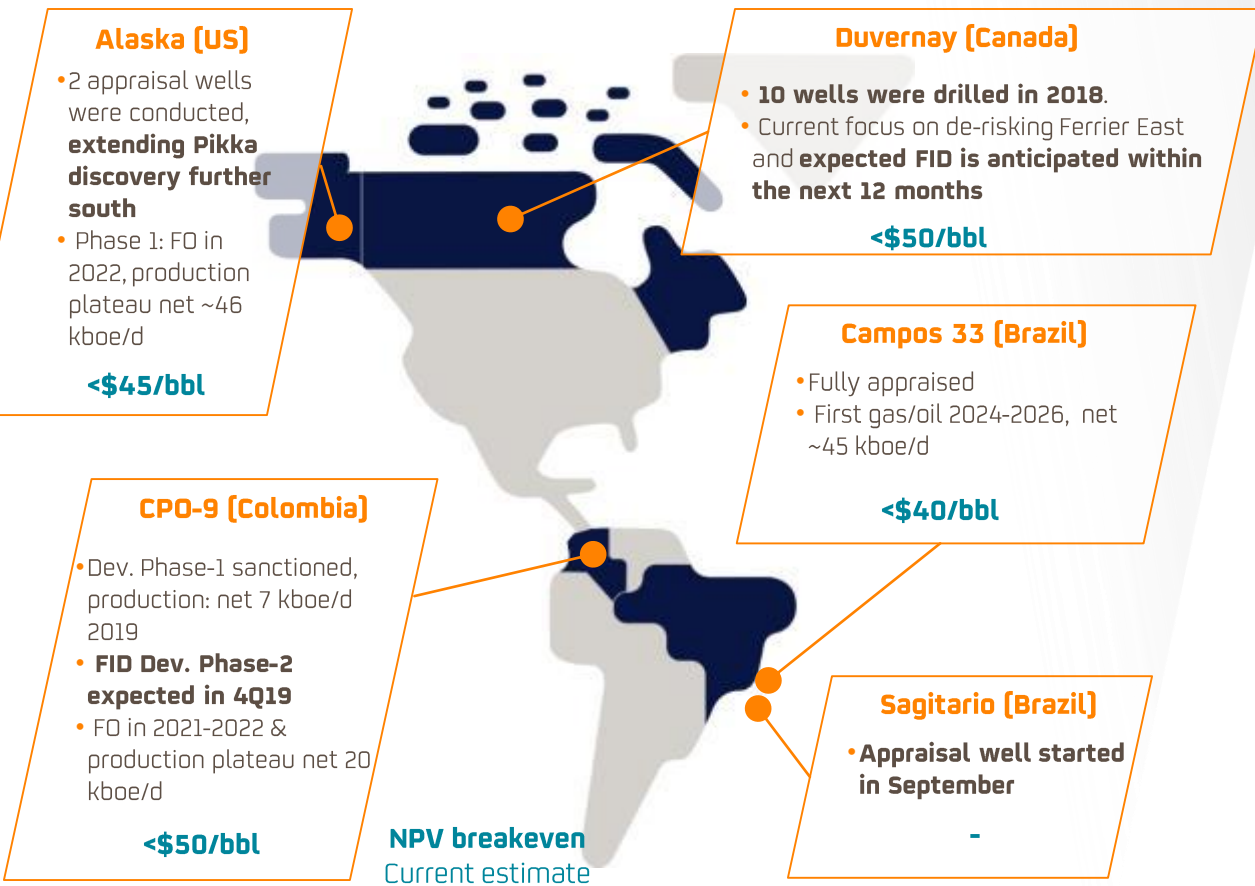 Alaska (US)
•2 appraisal wells
were conducted,
extending Pikka
discovery further
south
• Phase 1: FO in
2022, production
plateau net ~46
kboe/d
<$45/bbl
Duvernay (Canada)
• 10 wells were drilled in 2018.
• Current focus on de-risking Ferrier East
and expected FID is anticipated within
the next 12 months
<$50/bbl
Campos 33 (Brazil)
•Fully appraised
• First gas/oil 2024-2026, net
~45 kboe/d
<$40/bbl
CPO-9 (Colombia)
•Dev. Phase-1 sanctioned,
production: net 7 kboe/d
2019
• FID Dev. Phase-2
expected in 4Q19
• FO in 2021-2022 &
production plateau net 20
kboe/d
<$50/bbl
Sagitario (Brazil)
•Appraisal well started
in September
-
NPV breakeven
Current estimate